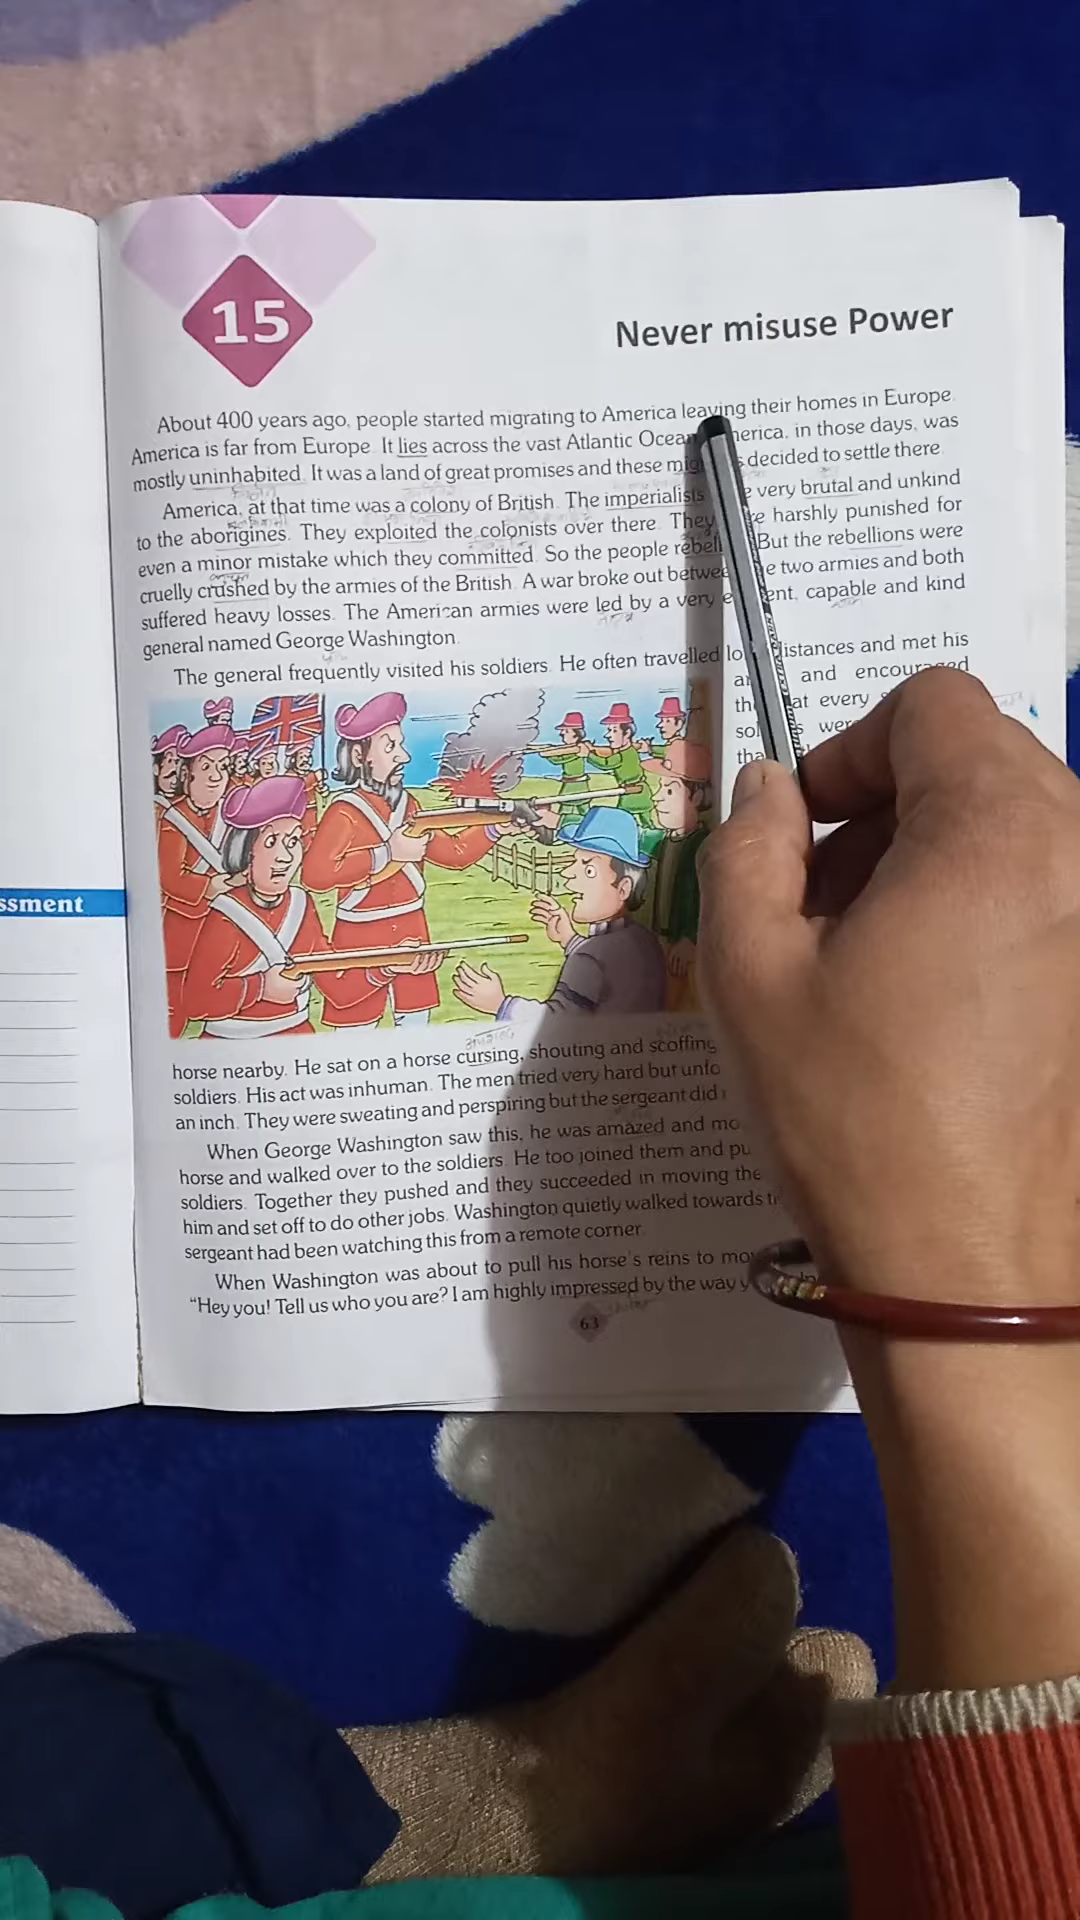 15
Never misuse Power
About 400 years ago, people started migrating to America leaving their homes in Europe.
America is far from Europe. It lies across the vast Atlantic Ocean in those days, was
mostly uninhabited. It was a land of great promises and these decided to settle there.
America, at that time was a colony of British. The imperialists very brutal and unkind
to the aborigines. They exploited the colonists over there. They harshly punished for
even a minor mistake which they committed. So the people But the rebellions were
cruelly crushed by the armies of the British. A war broke out two armies and both
suffered heavy losses. The American armies were led by a very capable and kind
general named George Washington.
The general frequently visited his soldiers. He often travelled distances and met his
and encouraged
at every
ssment
horse nearby. He sat on a horse cursing, shouting and scoffing
soldiers. His act was inhuman. The men tried very hard but
an inch. They were sweating and perspiring but the sergeant did
When George Washington saw this, he was amazed and
horse and walked over to the soldiers. He too joined them and
soldiers. Together they pushed and they succeeded in moving the
him and set off to do other jobs. Washington quietly walked towards
sergeant had been watching this from a remote corner.
When Washington was about to pull his horse's reins to
"Hey you! Tell us who you are? I am highly impressed by the way
63